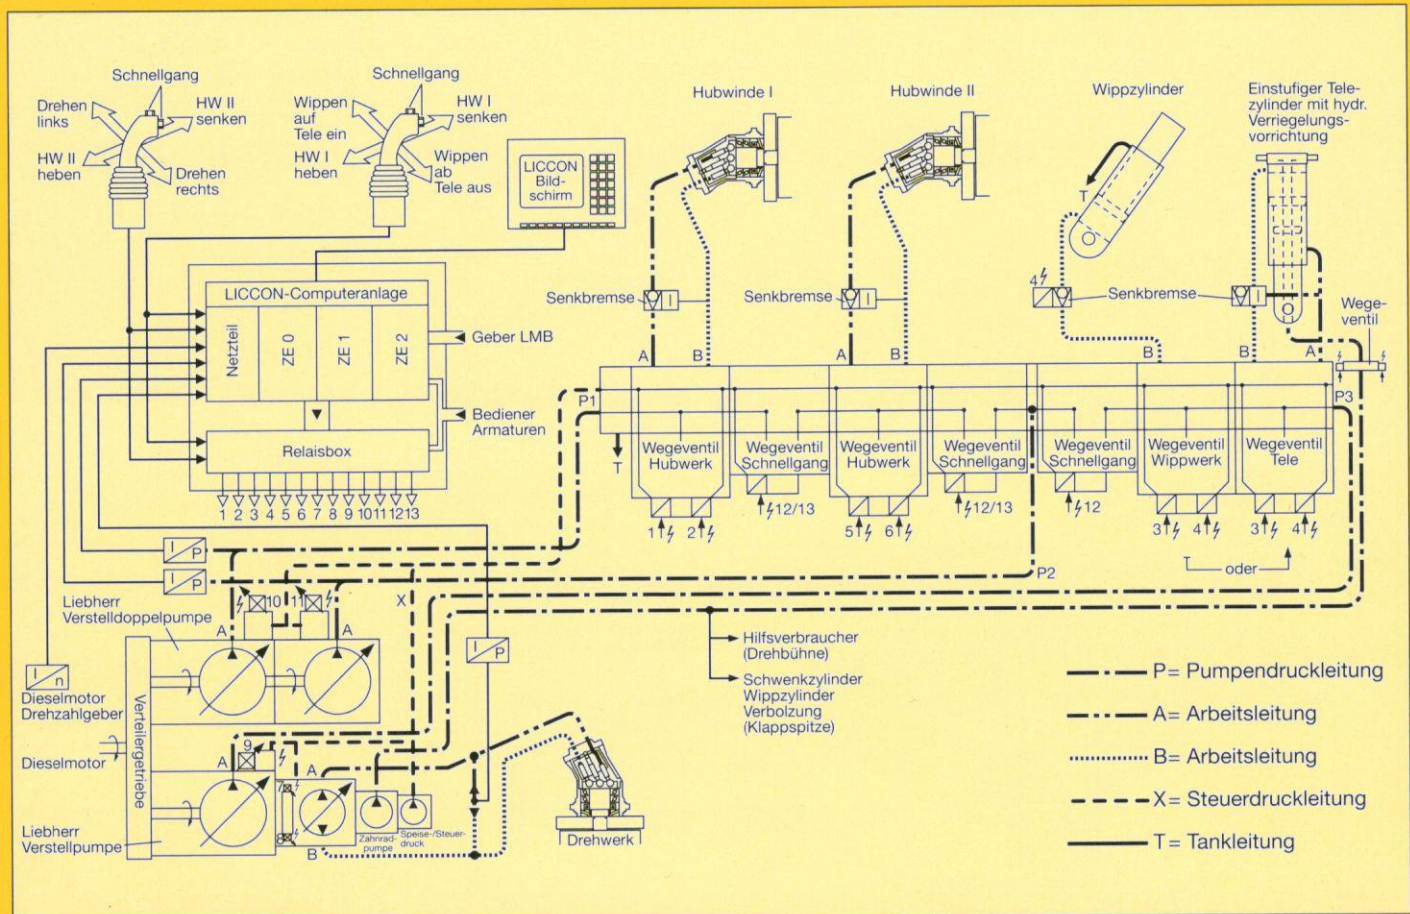 Schnellgang
Drehen
links
HW II
senken
HW II
heben
Drehen
rechts
Schnellgang
Wippen
auf
Tele ein
HW I
senken
HW I
heben
Wippen
ab
Tele aus
LICCON
Bild-
schirm
Hubwinde I
Hubwinde II
Wippzylinder
Einstufiger Tele-
zylinder mit hydr.
Verriegelungs-
vorrichtung
T
LICCON-Computeranlage
Netzteil
ZE 0
ZE 1
ZE 2
Geber LMB
Bediener
Armaturen
Relaisbox
1 2 3 4 5 6 7 8 9 10 11 12 13
Senkbremse
I
Senkbremse
I
4
Senkbremse
I
Wege-
ventil
A
B
A
B
B
B
A
P1
P3
T
Wegeventil
Hubwerk
Wegeventil
Schnellgang
Wegeventil
Hubwerk
Wegeventil
Schnellgang
Wegeventil
Schnellgang
Wegeventil
Wippwerk
Wegeventil
Tele
1
2
12/13
5
6
12/13
12
3
4
3
4
oder
I
P
I
P
P2
X
10
11
Liebherr
Verstelldoppelpumpe
A
A
I
P
I
n
Dieselmotor
Drehzahlgeber
Verteilergetriebe
Dieselmotor
9
A
7
8
A
B
Zahnrad-
pumpe
Speise-/Steuer-
druck
Liebherr
Verstellpumpe
Drehwerk
Hilfsverbraucher
(Drehbühne)
Schwenkzylinder
Wippzylinder
Verbolzung
(Klappspitze)
P= Pumpendruckleitung
A= Arbeitsleitung
B= Arbeitsleitung
X= Steuerdruckleitung
T= Tankleitung